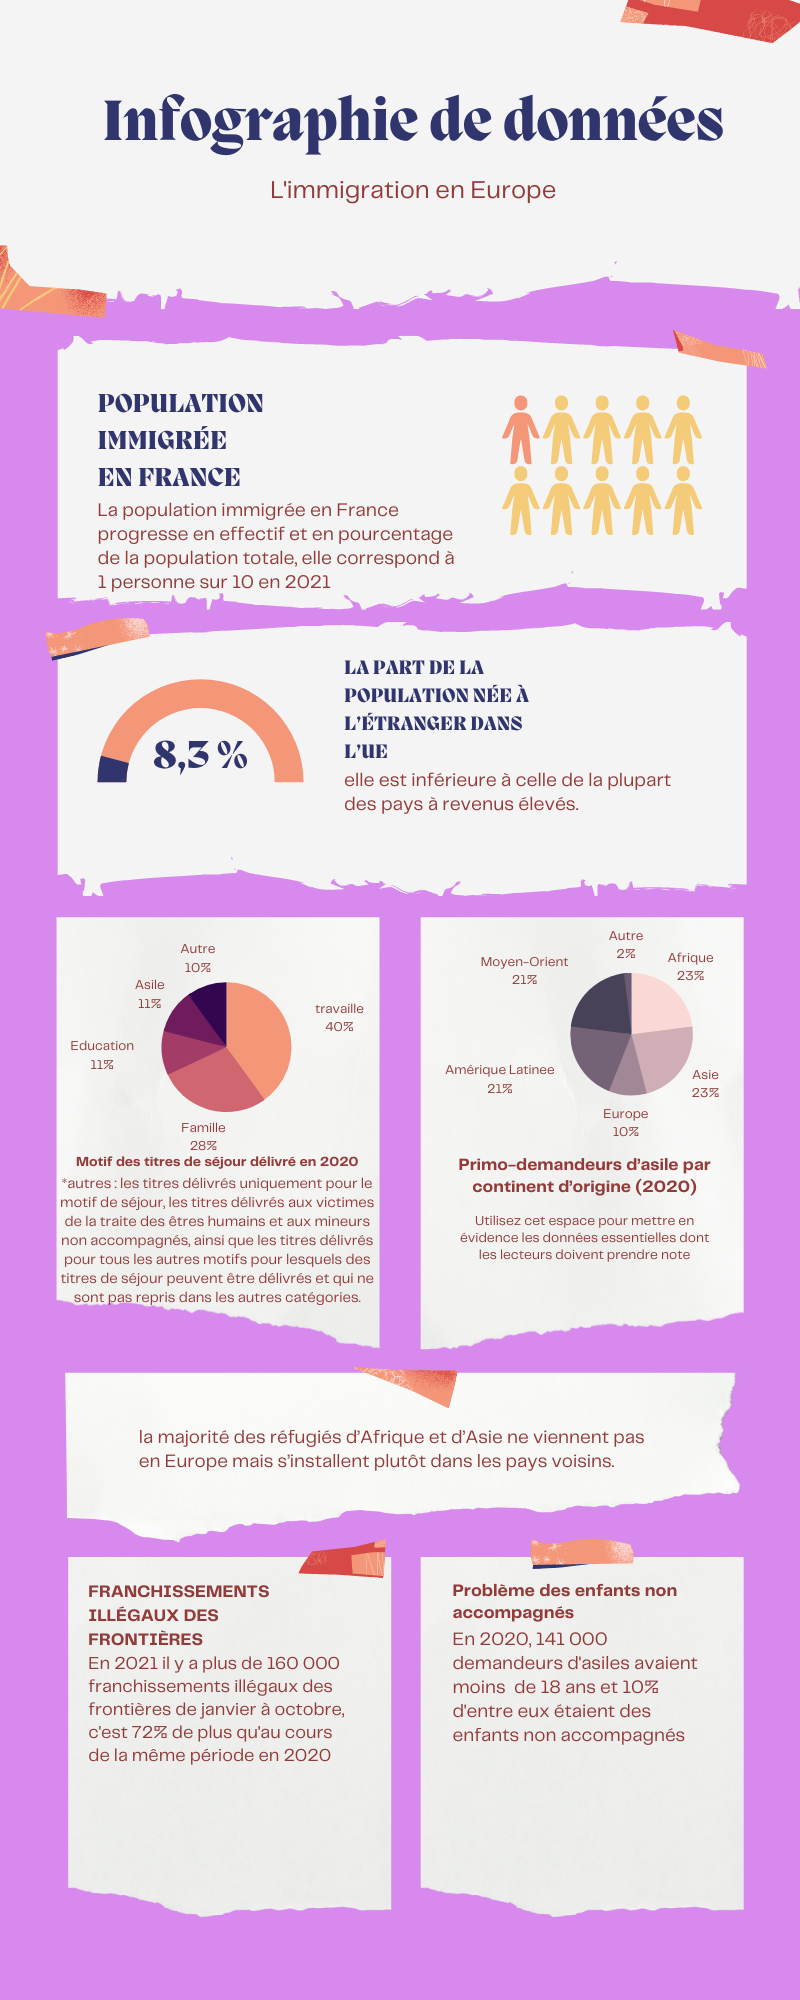 Infographie de données
L'immigration en Europe
POPULATION
IMMIGRÉE
EN FRANCE
La population immigrée en France
progresse en effectif et en pourcentage
de la population totale, elle correspond à
1 personne sur 10 en 2021
8,3 %
LA PART DE LA
POPULATION NÉE À
L'ÉTRANGER DANS
L'UE
elle est inférieure à celle de la plupart
des pays à revenus élevés.
Autre
10%
Asile
11%
travaille
40%
Education
11%
Famille
28%
Motif des titres de séjour délivré en 2020
*autres : les titres délivrés uniquement pour le
motif de séjour, les titres délivrés aux victimes
de la traite des êtres humains et aux mineurs
non accompagnés, ainsi que les titres délivrés
pour tous les autres motifs pour lesquels des
titres de séjour peuvent être délivrés et qui ne
sont pas repris dans les autres catégories.
Autre
2%
Moyen-Orient
21%
Afrique
23%
Amérique Latinee
21%
Asie
23%
Europe
10%
Primo-demandeurs d'asile par
continent d'origine (2020)
Utilisez cet espace pour mettre en
évidence les données essentielles dont
les lecteurs doivent prendre note
la majorité des réfugiés d'Afrique et d'Asie ne viennent pas
en Europe mais s'installent plutôt dans les pays voisins.
FRANCHISSEMENTS
ILLÉGAUX DES
FRONTIÈRES
En 2021 il y a plus de 160 000
franchissements illégaux des
frontières de janvier à octobre,
c'est 72% de plus qu'au cours
de la même période en 2020
Problème des enfants non
accompagnés
En 2020, 141 000
demandeurs d'asiles avaient
moins  de 18 ans et 10%
d'entre eux étaient des
enfants non accompagnés